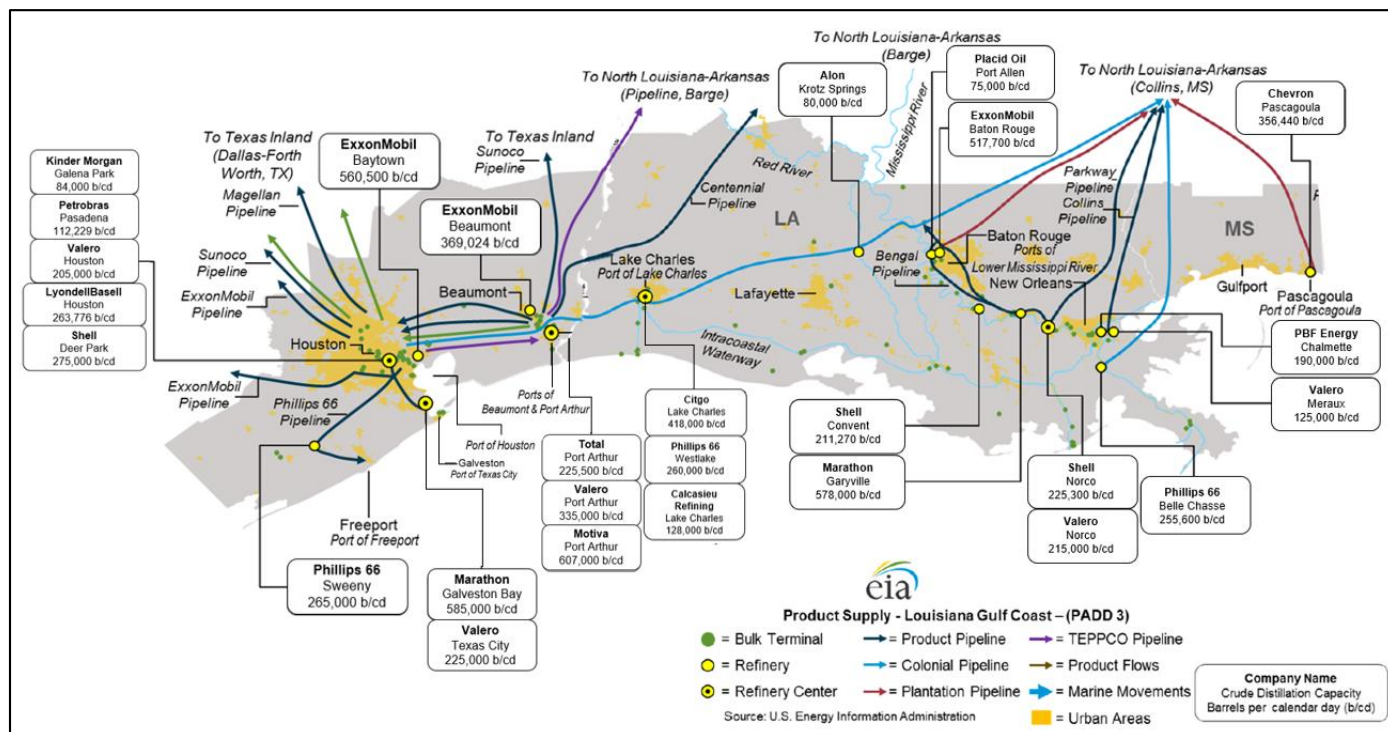 To North Louisiana-Arkansas
(Barge)
Placid Oil
Port Allen
75,000 b/cd
To North Louisiana-Arkansas
(Collins, MS)
To North Louisiana-Arkansas
(Pipeline, Barge)
Alon
Krotz Springs
80,000 b/cd
Mississippi River
Chevron
Pascagoula
356,440 b/cd
ExxonMobil
Baton Rouge
517,700 b/cd
To Texas Inland
(Dallas-Forth
Worth, TX)
ExxonMobil
Baytown
560,500 b/cd
To Texas Inland
Sunoco
Pipeline
Red River
Kinder Morgan
Galena Park
84,000 b/cd
Petrobras
Pasadena
112,229 b/cd
Valero
Houston
205,000 b/cd
LyondellBasell
Houston
263,776 b/cd
Shell
Deer Park
275,000 b/cd
Magellan
Pipeline
Sunoco
Pipeline
ExxonMobil
Pipeline
Houston
ExxonMobil
Pipeline
Phillips 66
Pipeline
ExxonMobil
Beaumont
369,024 b/cd
Beaumont
Centennial
Pipeline
Lake Charles
Port of Lake Charles
LA
Lafayette
Intracoastal
Waterway
Parkway
Pipeline
Collins
Pipeline
Baton Rouge
Ports of
Lower Mississippi River
New Orleans
Bengal
Pipeline
MS
Gulfport
Pascagoula
Port of Pascagoula
PBF Energy
Chalmette
190,000 b/cd
Valero
Meraux
125,000 b/cd
Ports of
Beaumont & Port Arthur
Port of Houston
Galveston
Port of Texas City
Freeport
Port of Freeport
Phillips 66
Sweeny
265,000 b/cd
Marathon
Galveston Bay
585,000 b/cd
Valero
Texas City
225,000 b/cd
Total
Port Arthur
225,500 b/cd
Valero
Port Arthur
335,000 b/cd
Motiva
Port Arthur
607,000 b/cd
Citgo
Lake Charles
418,000 b/cd
Phillips 66
Westlake
260,000 b/cd
Calcasieu
Refining
Lake Charles
128,000 b/cd
Shell
Convent
211,270 b/cd
Marathon
Garyville
578,000 b/cd
Shell
Norco
225,300 b/cd
Valero
Norco
215,000 b/cd
Phillips 66
Belle Chasse
255,600 b/cd
eia
Product Supply - Louisiana Gulf Coast – (PADD 3)
= Bulk Terminal
= Product Pipeline
= TEPPCO Pipeline
= Refinery
= Colonial Pipeline
= Product Flows
= Refinery Center
= Plantation Pipeline
= Marine Movements
Source: U.S. Energy Information Administration
= Urban Areas
Company Name
Crude Distillation Capacity
Barrels per calendar day (b/cd)